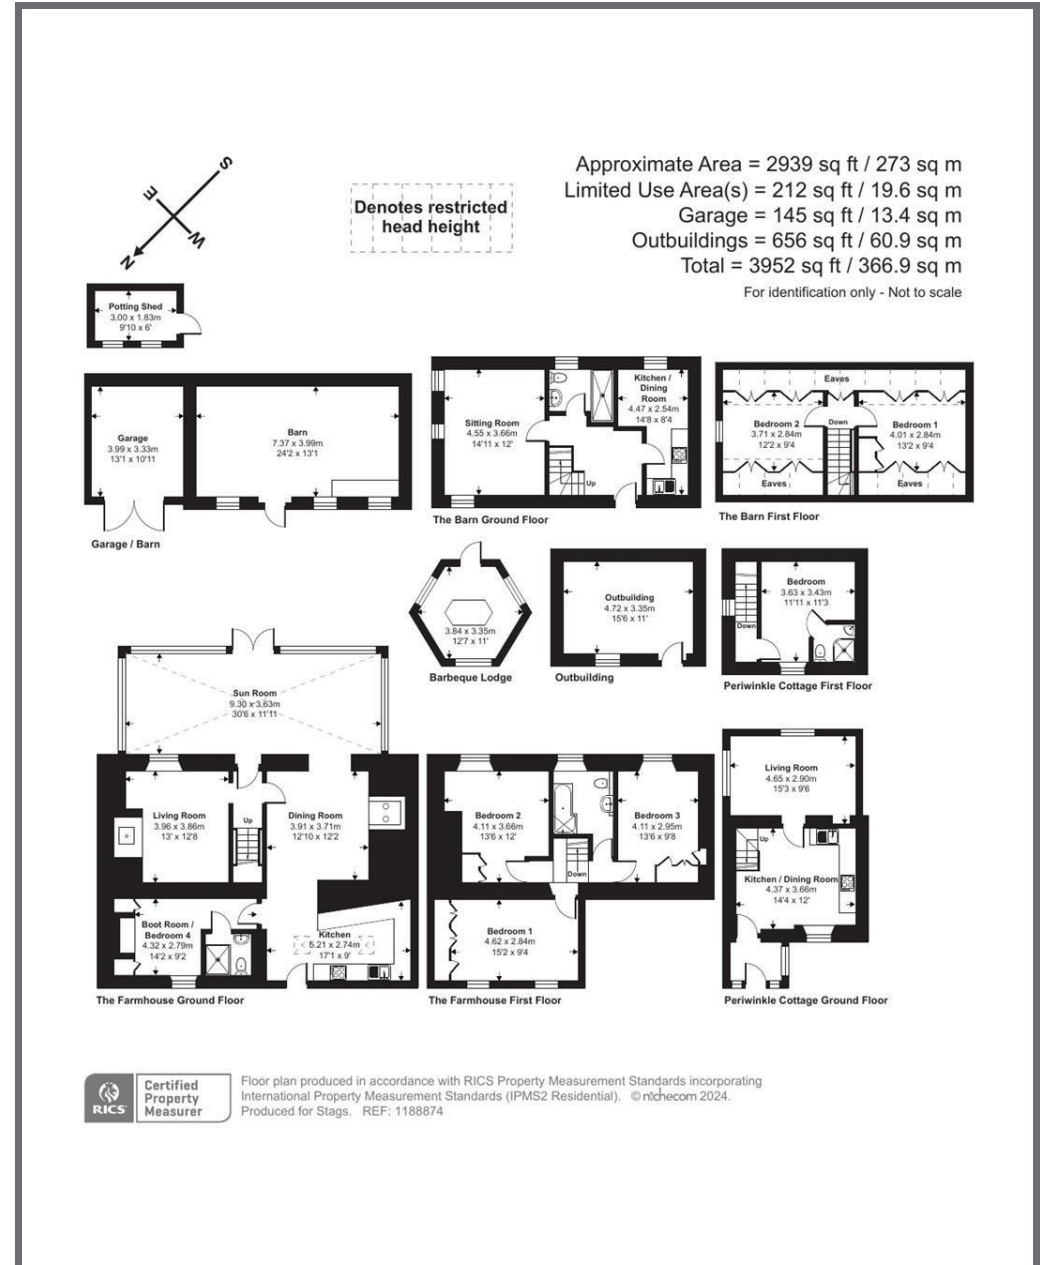 S
E
W
N
Denotes restricted
head height
Approximate Area = 2939 sq ft / 273 sq m
Limited Use Area(s) = 212 sq ft / 19.6 sq m
Garage = 145 sq ft / 13.4 sq m
Outbuildings = 656 sq ft / 60.9 sq m
Total = 3952 sq ft / 366.9 sq m
For identification only - Not to scale
Potting Shed
3.00 x 1.83m
9'10 x 6'
Garage
3.99 x 3.33m
13'1 x 10'11
Barn
7.37 x 3.99m
24'2 x 13'1
Garage / Barn
Sitting Room
4.55 x 3.66m
14'11 x 12'
Kitchen /
Dining
Room
4.47 x 2.54m
14'8 x 8'4
Up
The Barn Ground Floor
Eaves
Bedroom 2
3.71 x 2.84m
12'2 x 9'4
Down
Bedroom 1
4.01 x 2.84m
13'2 x 9'4
Eaves
Eaves
The Barn First Floor
3.84 x 3.35m
12'7 x 11'
Barbeque Lodge
Outbuilding
4.72 x 3.35m
15'6 x 11'
Outbuilding
Bedroom
3.63 x 3.43m
11'11 x 11'3
Down
Periwinkle Cottage First Floor
Sun Room
9.30 x 3.63m
30'6 x 11'11
Living Room
3.96 x 3.86m
13' x 12'8
Up
Dining Room
3.91 x 3.71m
12'10 x 12'2
Boot Room /
Bedroom 4
4.32 x 2.79m
14'2 x 9'2
Kitchen
5.21 x 2.74m
17'1 x 9'
The Farmhouse Ground Floor
Bedroom 2
4.11 x 3.66m
13'6 x 12'
Bedroom 3
4.11 x 2.95m
13'6 x 9'8
Down
Bedroom 1
4.62 x 2.84m
15'2 x 9'4
The Farmhouse First Floor
Living Room
4.65 x 2.90m
15'3 x 9'6
Up
Kitchen / Dining Room
4.37 x 3.66m
14'4 x 12'
Periwinkle Cottage Ground Floor
RICS
Certified
Property
Measurer
Floor plan produced in accordance with RICS Property Measurement Standards incorporating
International Property Measurement Standards (IPMS2 Residential). © nichecom 2024.
Produced for Stags. REF: 1188874